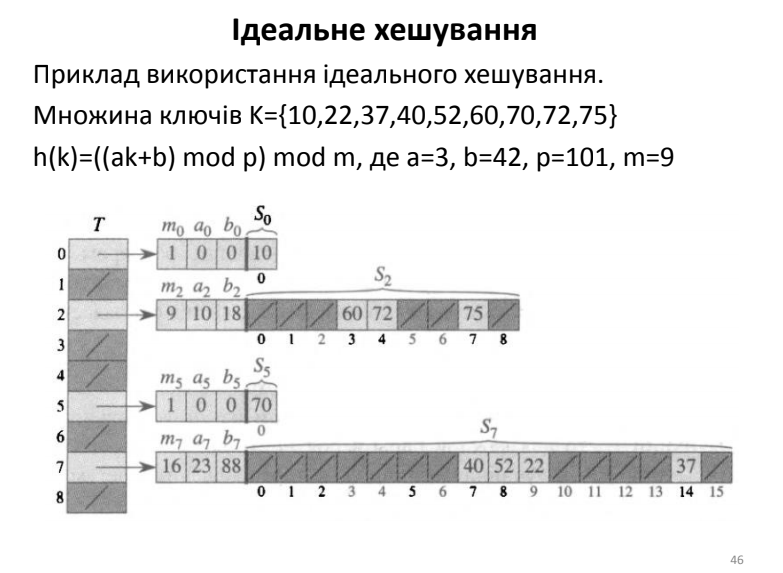 Ідеальне хешування
Приклад використання ідеального хешування.
Множина ключів K={10,22,37,40,52,60,70,72,75}
h(k)=((ak+b) mod p) mod m, де a=3, b=42, p=101, m=9
T
m0 a0 b0 S0
0 1 0 0 10
0
1
m2 a2 b2 S2
2 9 10 18 60 72 75
0 1 2 3 4 5 6 7 8
3
4
m5 a5 b5 S5
5 1 0 0 70
0
6
m7 a7 b7 S7
7 16 23 88 40 52 22 37
0 1 2 3 4 5 6 7 8 9 10 11 12 13 14 15
8
46